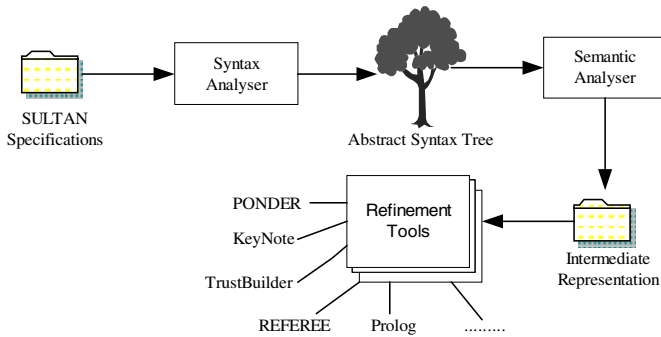 SULTAN
Specifications
Syntax
Analyser
Abstract Syntax Tree
Semantic
Analyser
PONDER
KeyNote
TrustBuilder
REFEREE
Prolog
.........
Refinement
Tools
Intermediate
Representation